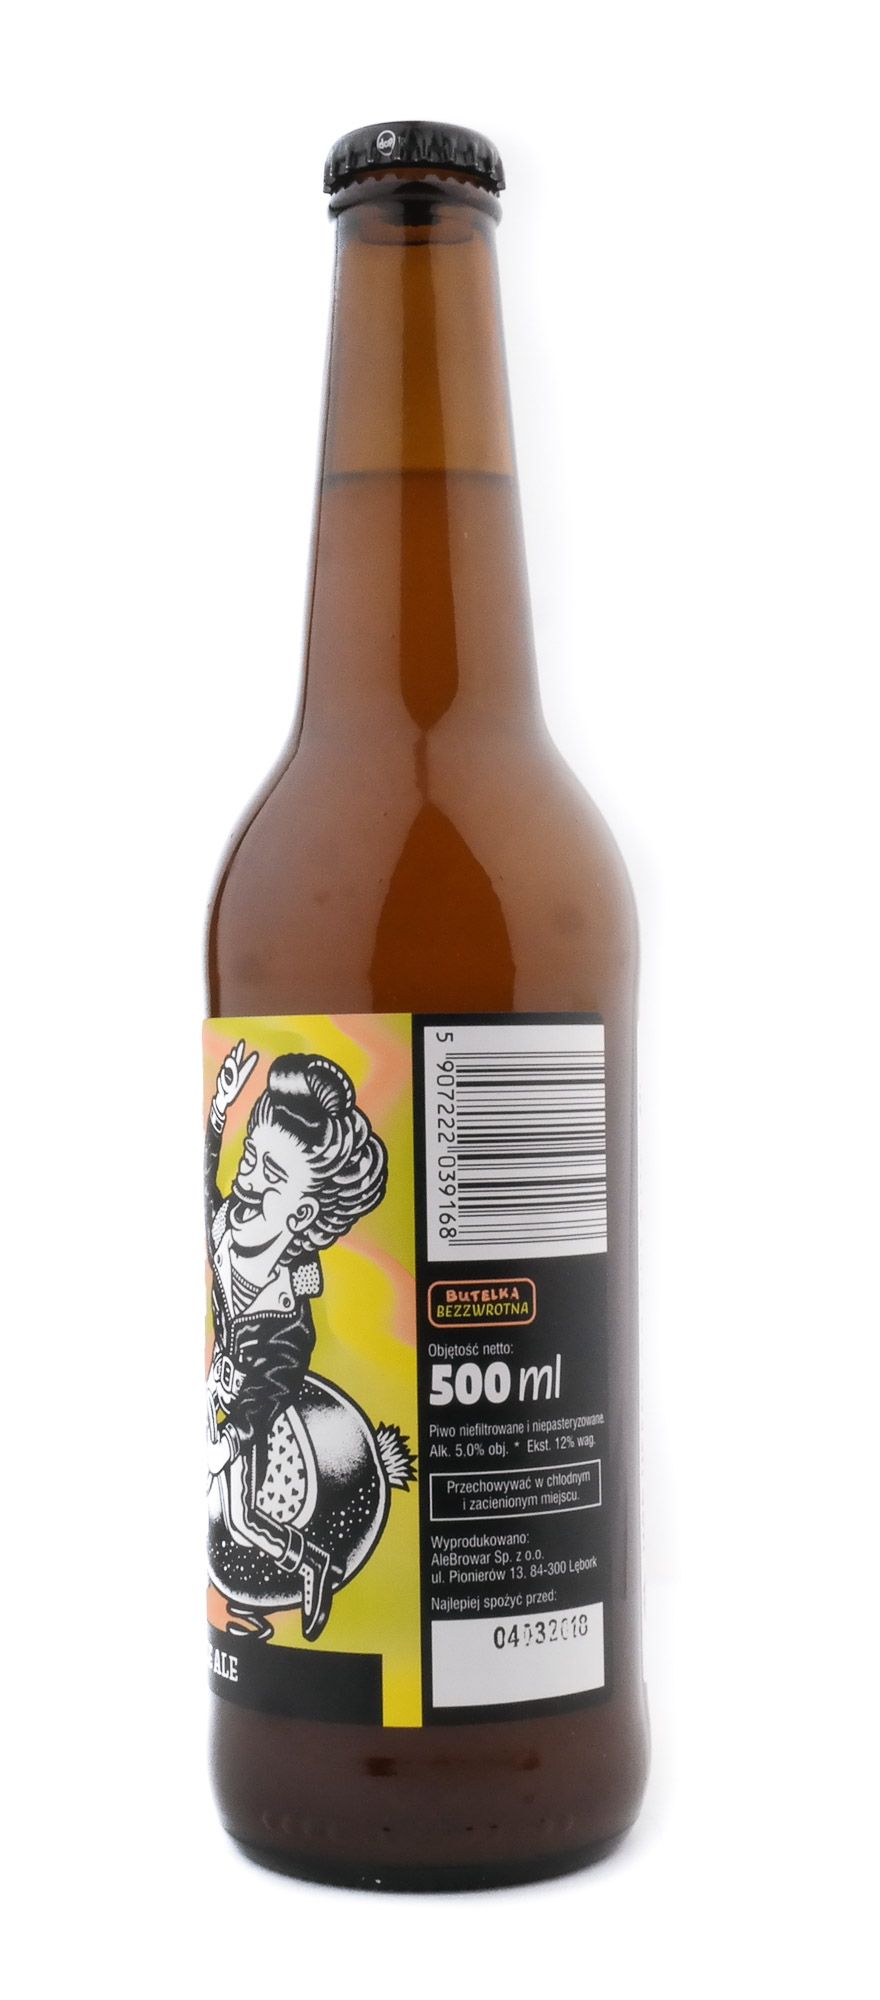 5 907222 039168
BUTELKA
BEZZWROTNA
Objętość netto:
500 ml
Piwo niefiltrowane i niepasteryzowane.
Alk. 5.0% obj. * Ekst. 12% wag.
Przechowywać w chłodnym
i zacienionym miejscu.
Wyprodukowano:
AleBrowar Sp. z o.o.
ul. Pionierów 13. 84-300 Lębork
Najlepiej spożyć przed:
04032018
ALE